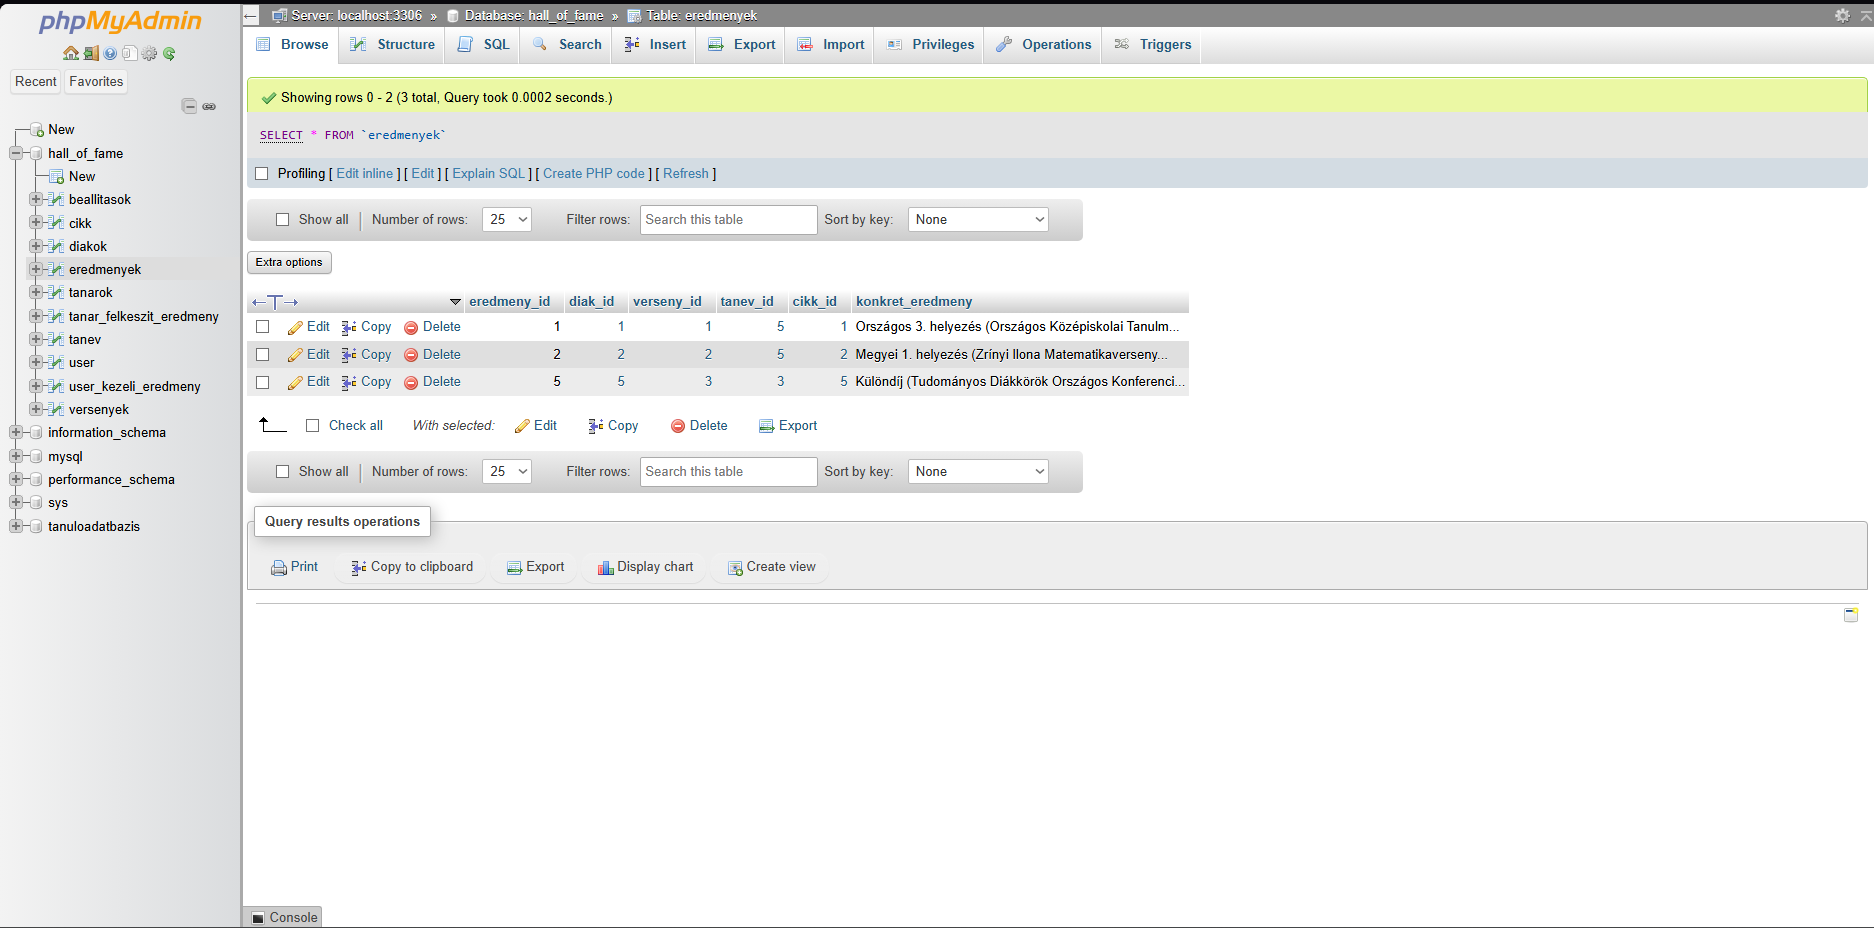 phpMyAdmin
Recent Favorites
New
hall_of_fame
New
beallitasok
cikk
diakok
eredmenyek
tanarok
tanar_felkeszit_eredmeny
tanev
user
user_kezeli_eredmeny
versenyek
information_schema
mysql
performance_schema
sys
tanuloadatbazis
Server: localhost:3306 » Database: hall_of_fame » Table: eredmenyek
Browse Structure SQL Search Insert Export Import Privileges Operations Triggers
Showing rows 0 - 2 (3 total, Query took 0.0002 seconds.)
SELECT * FROM `eredmenyek`
Profiling [ Edit inline ] [ Edit ] [ Explain SQL ] [ Create PHP code ] [ Refresh ]
Show all Number of rows: 25 Filter rows: Search this table Sort by key: None
Extra options
←T→ eredmeny_id diak_id verseny_id tanev_id cikk_id konkret_eredmeny
Edit Copy Delete 1 1 1 5 1 Országos 3. helyezés (Országos Középiskolai Tanulm...
Edit Copy Delete 2 2 2 5 2 Megyei 1. helyezés (Zrínyi Ilona Matematikaverseny...
Edit Copy Delete 5 5 3 3 5 Különdíj (Tudományos Diákkörök Országos Konferenci...
Check all With selected: Edit Copy Delete Export
Show all Number of rows: 25 Filter rows: Search this table Sort by key: None
Query results operations
Print Copy to clipboard Export Display chart Create view
Console